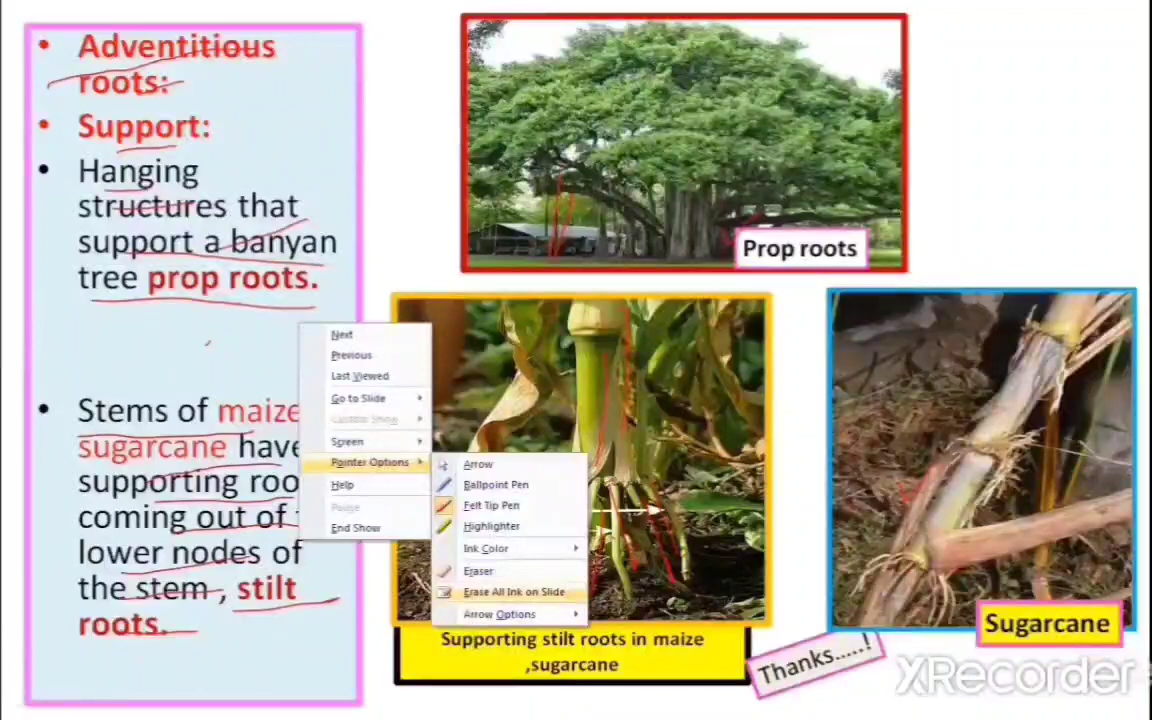 Adventitious
roots:
Support:
Hanging
structures that
support a banyan
tree prop roots.
Stems of maize
sugarcane have
supporting roo
coming out of
lower nodes of
the stem , stilt
roots.
Prop roots
Next
Previous
Last Viewed
Go to Slide
Custom Show
Screen
Pointer Options
Help
Pause
End Show
Arrow
Ballpoint Pen
Felt Tip Pen
Highlighter
Ink Color
Eraser
Erase All Ink on Slide
Arrow Options
Supporting stilt roots in maize
,sugarcane
Sugarcane
Thanks.....!
XRecorder